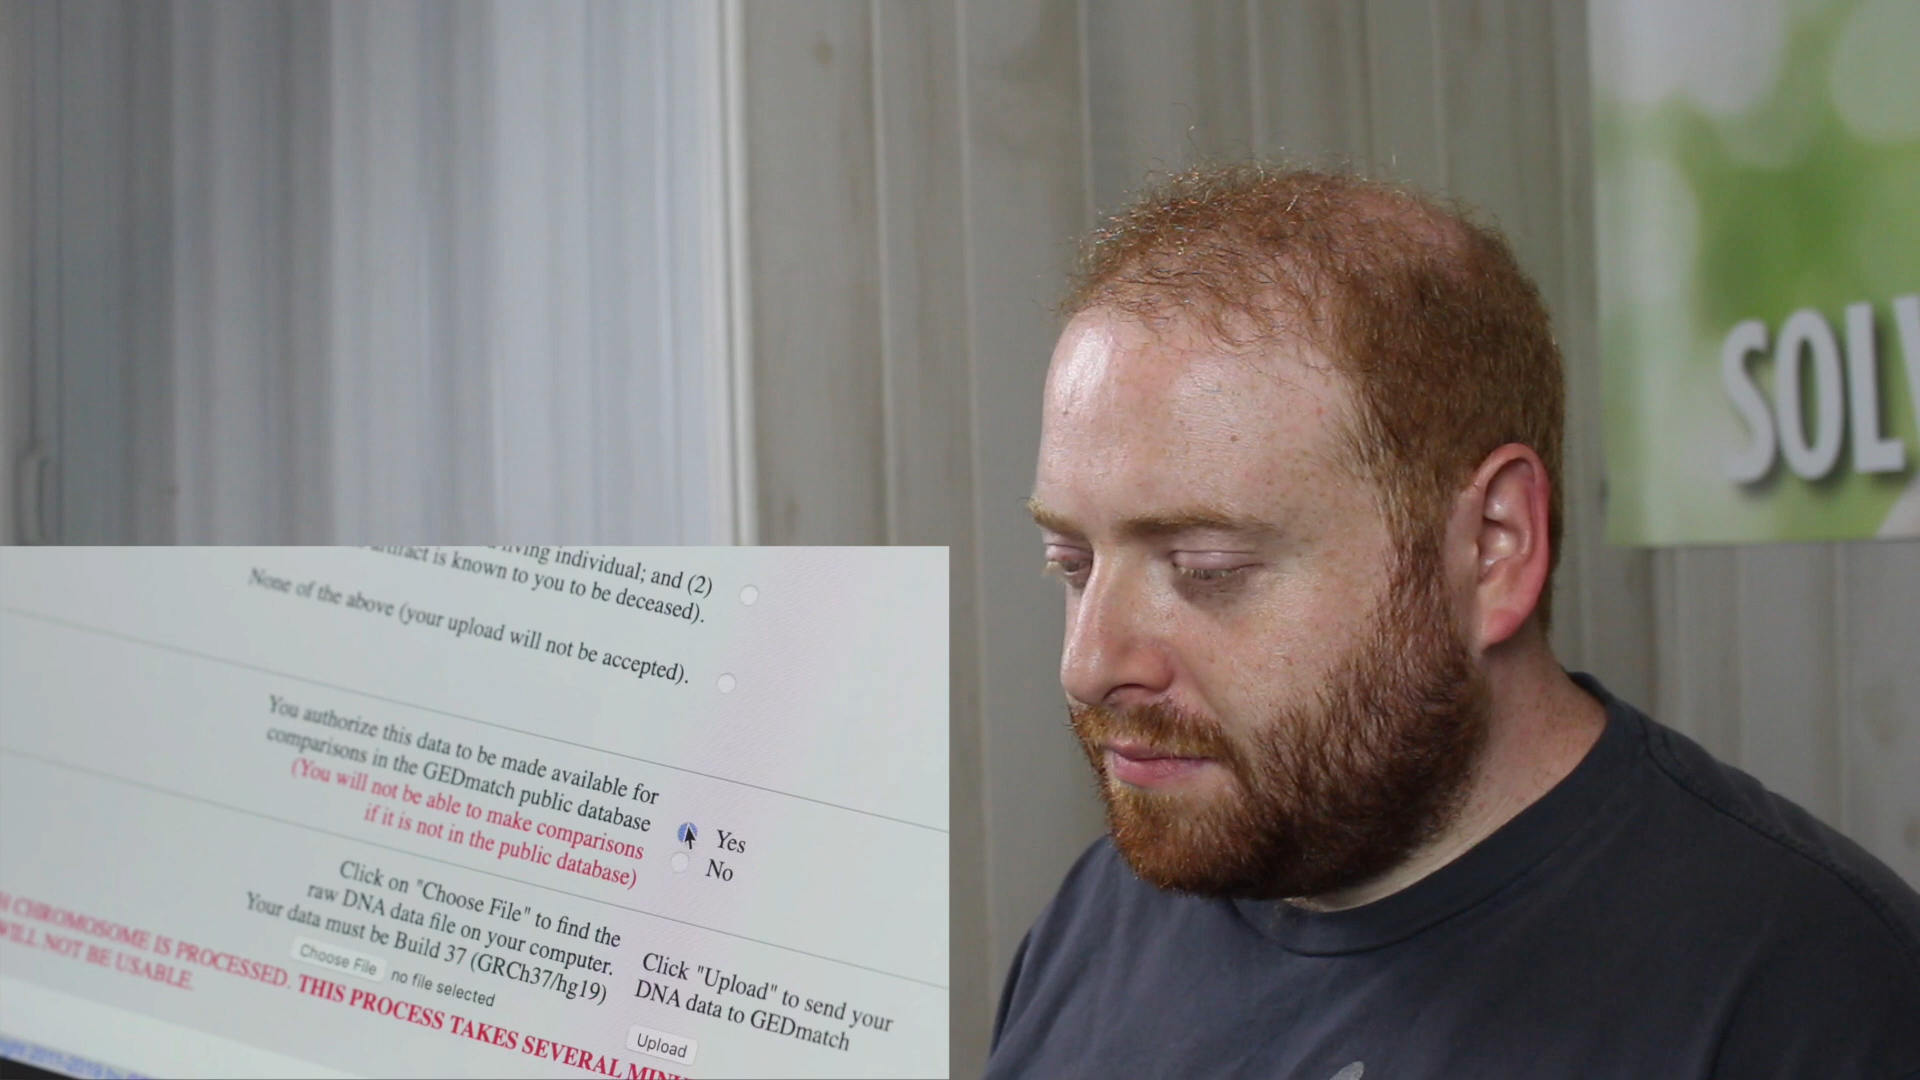 living individual; and (2)
artifact is known to you to be deceased).
None of the above (your upload will not be accepted).
You authorize this data to be made available for
comparisons in the GEDmatch public database
(You will not be able to make comparisons
if it is not in the public database)
Yes
No
Click on "Choose File" to find the
raw DNA data file on your computer.
Your data must be Build 37 (GRCh37/hg19)
Choose File no file selected
Click "Upload" to send your
DNA data to GEDmatch
Upload
CHROMOSOME IS PROCESSED. THIS PROCESS TAKES SEVERAL
WILL NOT BE USABLE.
SOL